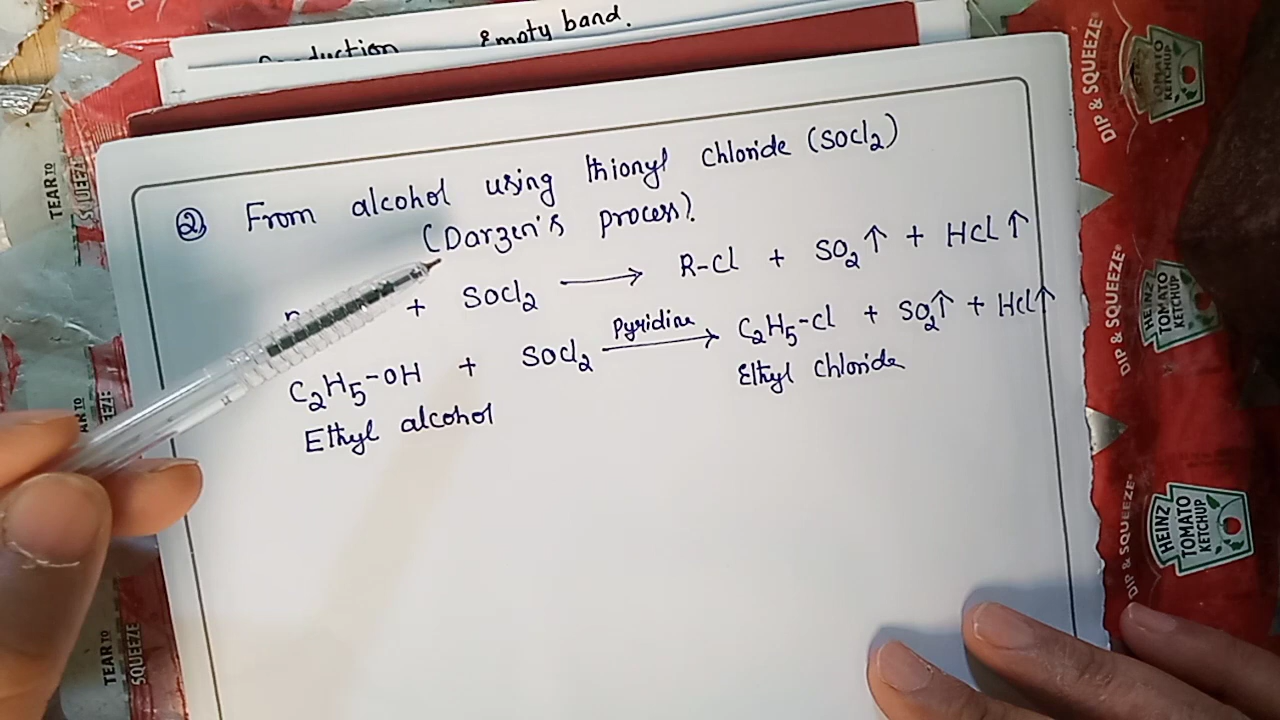 Empty band.
② From alcohol using thionyl chloride (SOCl₂)
(Darzen's process).
+ SOCl₂ ⟶ R-Cl + SO₂↑ + HCl↑
C₂H₅-OH + SOCl₂ Pyridine ⟶ C₂H₅-Cl + SO₂↑ + HCl↑
Ethyl alcohol Ethyl chloride
TEAR TO SQUEEZE
TEAR TO SQUEEZE
DIP & SQUEEZE®
TOMATO KETCHUP
DIP & SQUEEZE®
HEINZ TOMATO KETCHUP
DIP & SQUEEZE®
HEINZ TOMATO KETCHUP